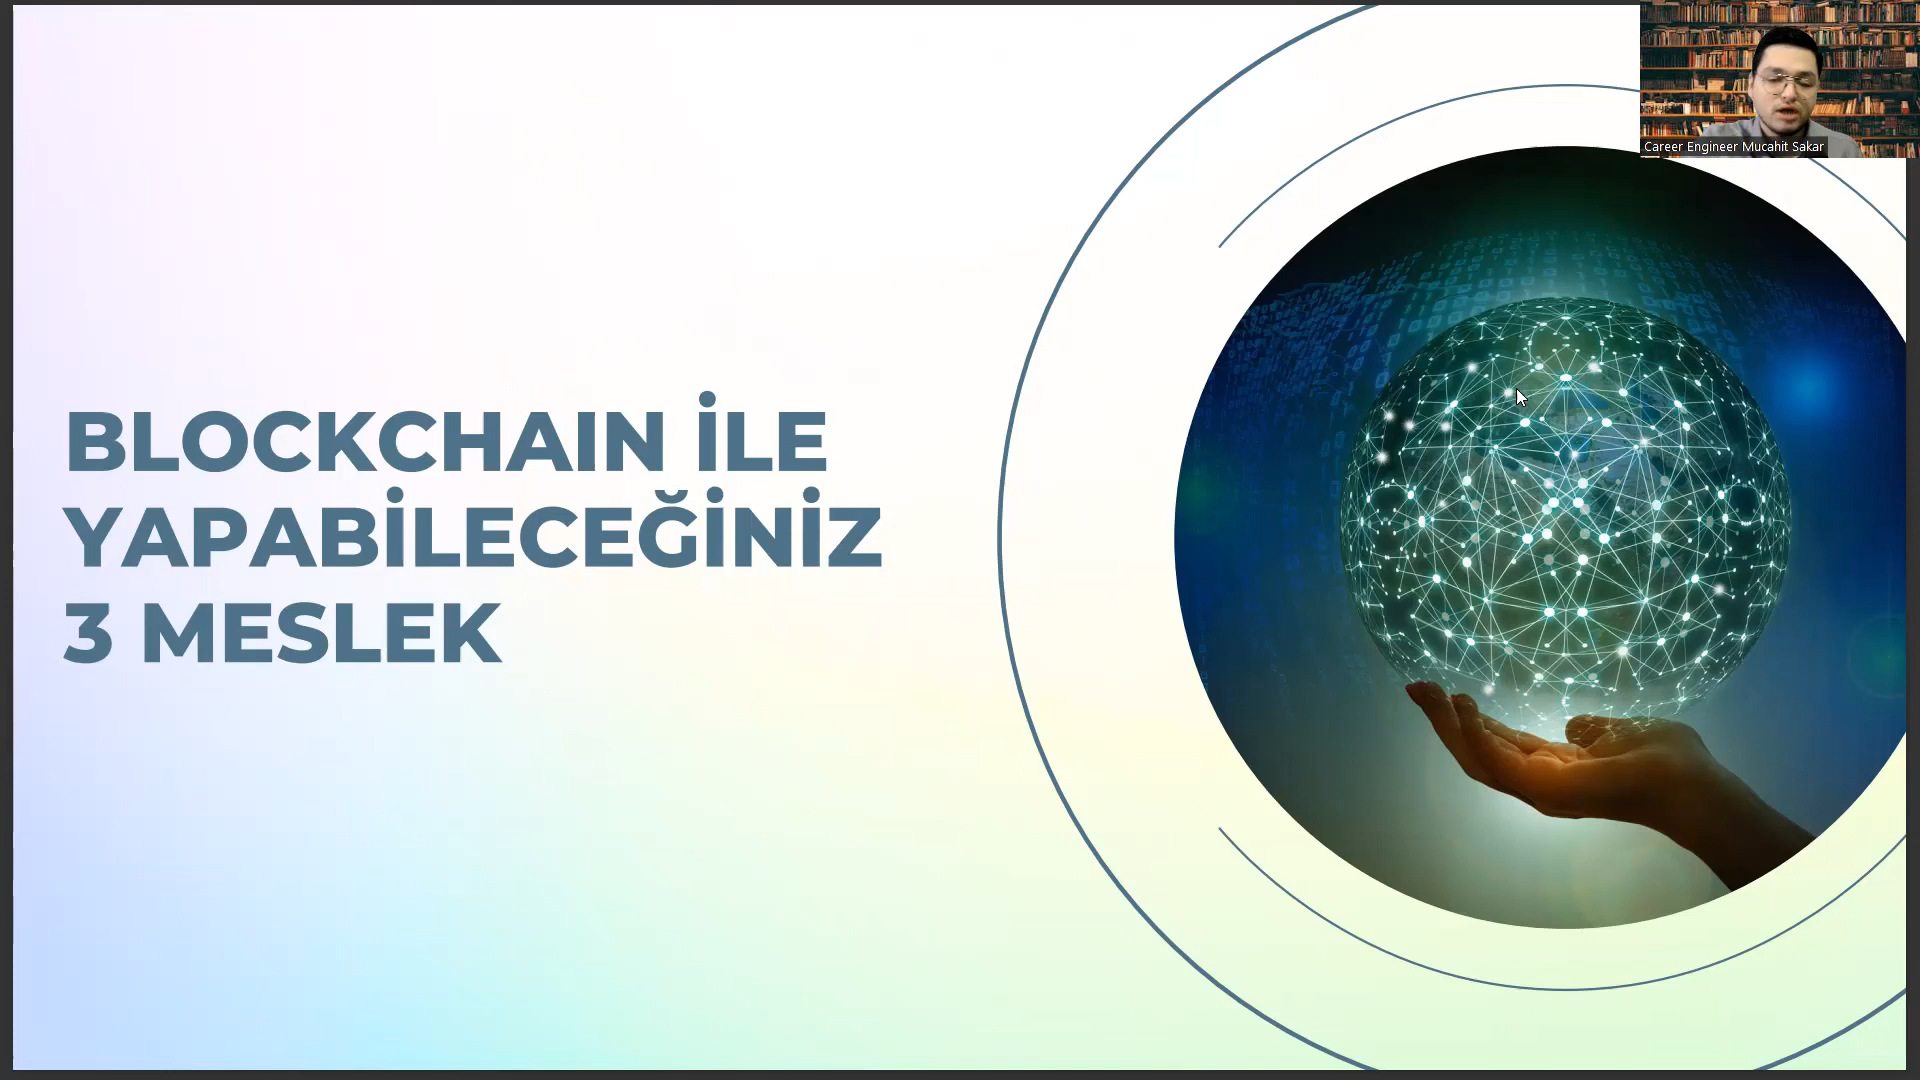 Career Engineer Mucahit Sakar
BLOCKCHAIN İLE
YAPABİLECEĞİNİZ
3 MESLEK